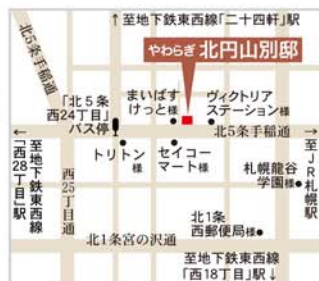 ↑至地下鉄東西線「二十四軒」駅
北5条手稲通
やわらぎ 北円山別邸
「北5条
西24丁目」
バス停
まいばす
けっと様
ヴィクトリア
ステーション様
←至地下鉄東西線
「西28丁目」駅
西25丁目通
トリトン
様
セイコー
マート様
北5条手稲通
札幌龍谷
学園様
至JR札幌駅→
北1条
西郵便局様
北1条宮の沢通
至地下鉄東西線
「西18丁目」駅↓